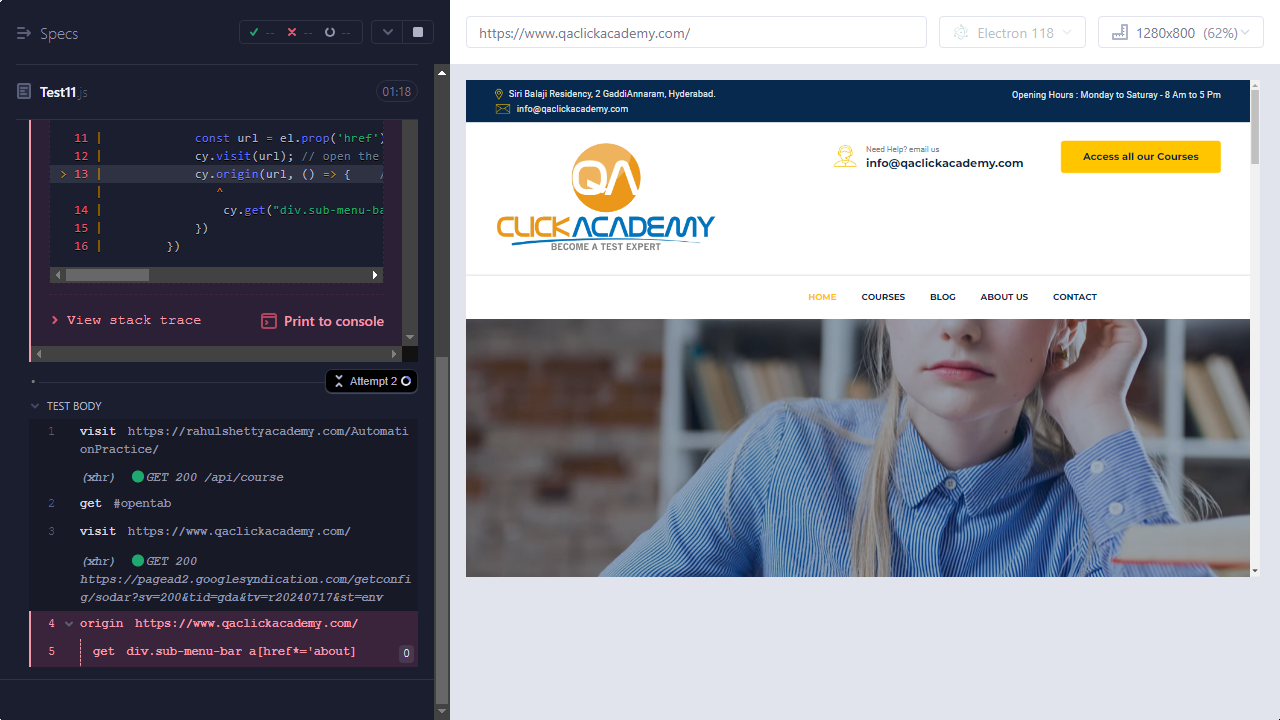 Specs
--
--
--
Test11.js
01:18
11 | const url = el.prop('href')
12 | cy.visit(url); // open the
> 13 | cy.origin(url, () => { /
| ^
14 | cy.get("div.sub-menu-ba
15 | })
16 | })
View stack trace
Print to console
Attempt 2
TEST BODY
1 visit https://rahulshettyacademy.com/Automati
onPractice/
(xhr) GET 200 /api/course
2 get #opentab
3 visit https://www.qaclickacademy.com/
(xhr) GET 200
https://pagead2.googlesyndication.com/getconfi
g/sodar?sv=200&tid=gda&tv=r20240717&st=env
4 origin https://www.qaclickacademy.com/
5 get div.sub-menu-bar a[href*='about] 0
https://www.qaclickacademy.com/
Electron 118
1280x800 (62%)
Siri Balaji Residency, 2 GaddiAnnaram, Hyderabad.
info@qaclickacademy.com
Opening Hours : Monday to Saturay - 8 Am to 5 Pm
QA
CLICKACADEMY
BECOME A TEST EXPERT
Need Help? email us
info@qaclickacademy.com
Access all our Courses
HOME COURSES BLOG ABOUT US CONTACT